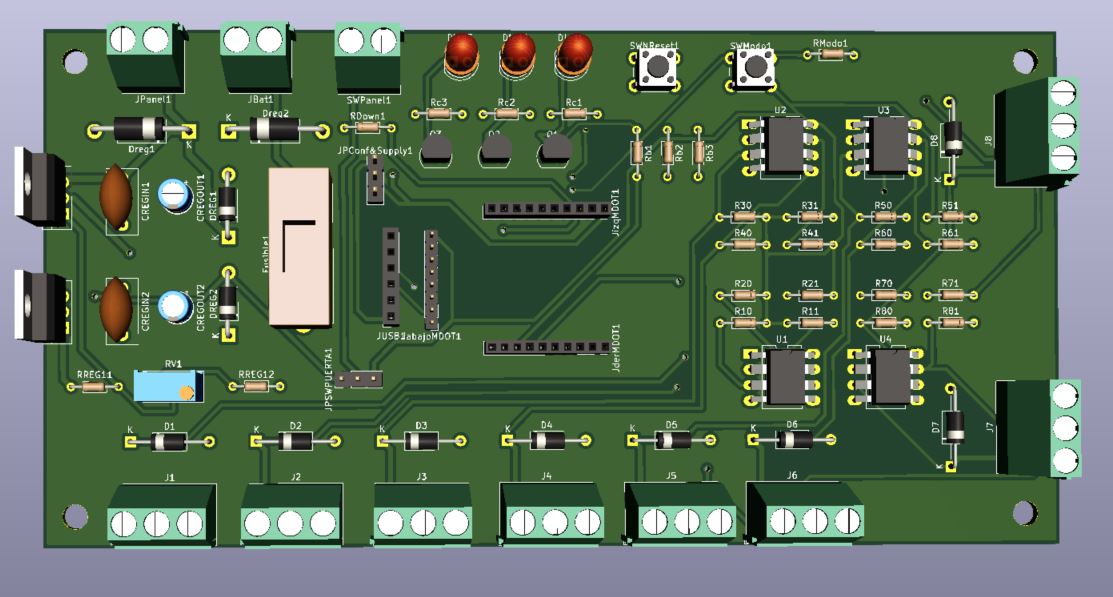 SWNReset1
SWModo1
RModo1
JPanel1
JBat1
SWPanel1
Rc3
Rc2
Rc1
U2
U3
D8
J8
Dreg2
RDown1
Dreg1
K
K
K
JPConf&Supply1
Rb1
Rb2
Rb3
CREGIN1
CREGOUT1
DREG1
K
Fusible1
JizqMDOT1
R30
R31
R50
R51
R40
R41
R60
R61
CREGIN2
CREGOUT2
DREG2
K
R20
R21
R70
R71
R10
R11
R80
R81
JUSB1
abajoMDOT1
JderMDOT1
U1
U4
RV1
RREG11
RREG12
JPSWPUERTA1
K
D1
K
D2
K
D3
K
D4
K
D5
K
D6
D7
K
J7
J1
J2
J3
J4
J5
J6